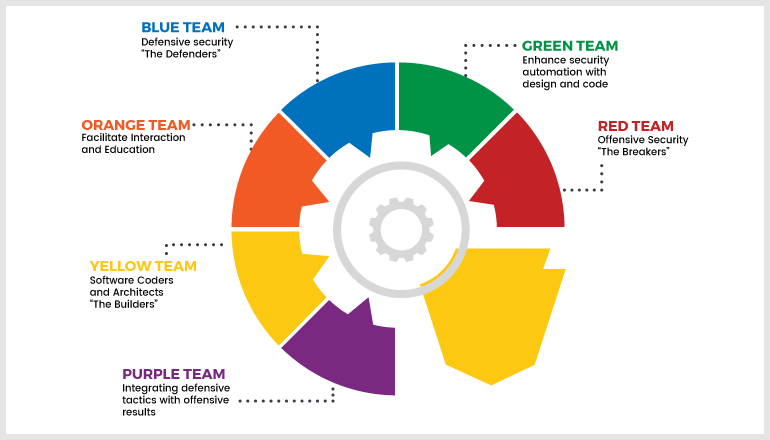 BLUE TEAM
Defensive security
"The Defenders"
GREEN TEAM
Enhance security
automation with
design and code
ORANGE TEAM
Facilitate Interaction
and Education
RED TEAM
Offensive Security
"The Breakers"
YELLOW TEAM
Software Coders
and Architects
"The Builders"
PURPLE TEAM
Integrating defensive
tactics with offensive
results